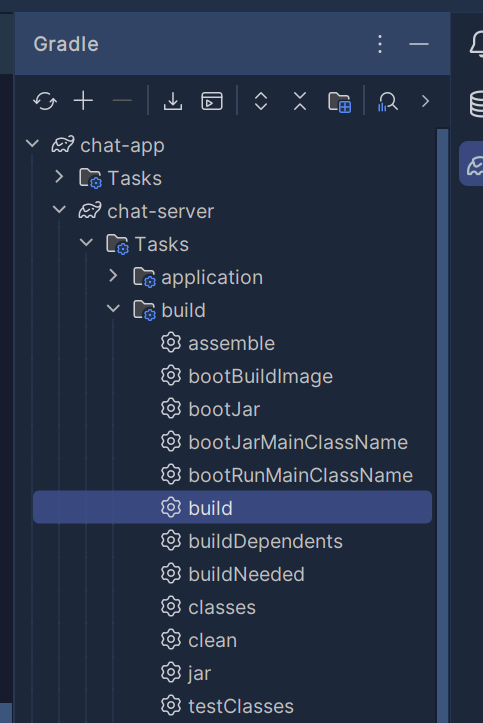 Gradle
chat-app
Tasks
chat-server
Tasks
application
build
assemble
bootBuildImage
bootJar
bootJarMainClassName
bootRunMainClassName
build
buildDependents
buildNeeded
classes
clean
jar
testClasses